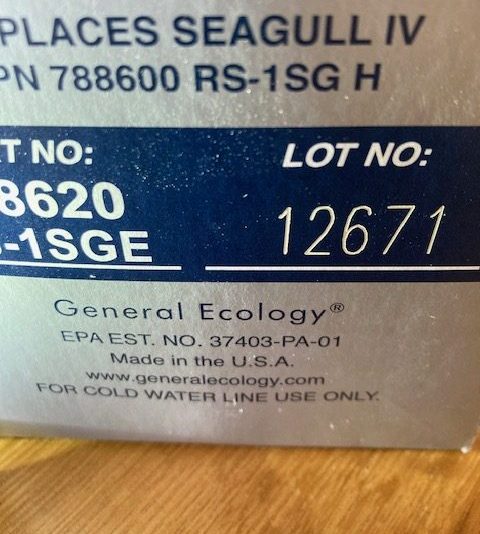 PLACES SEAGULL IV
PN 788600 RS-1SG H
T NO:
LOT NO:
8620
-1SGE
12671
General Ecology®
EPA EST. NO. 37403-PA-01
Made in the U.S.A.
www.generalecology.com
FOR COLD WATER LINE USE ONLY.